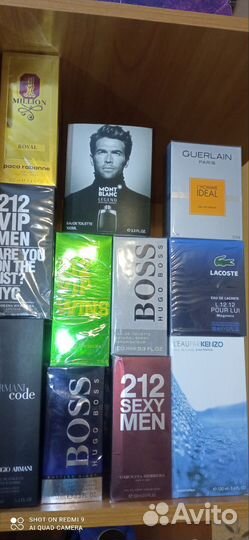 1
MILLION
ROYAL
paco rabanne
MONT
BLANC
LEGEND
EAU DE TOILETTE
GUERLAIN
PARIS
L'HOMME
IDEAL
212
VIP
MEN
ARE YOU
ON THE
LIST?
NYC
BOSS
HUGO BOSS
LACOSTE
EAU DE LACOSTE
L.12.12
POUR LUI
Magnetic
ARMANI
code
GIORGIO ARMANI
BOSS
HUGO BOSS
212
SEXY
MEN
CAROLINA HERRERA
L'EAU PAR KENZO
SHOT ON REDMI 9
AI QUAD CAMERA
Avito